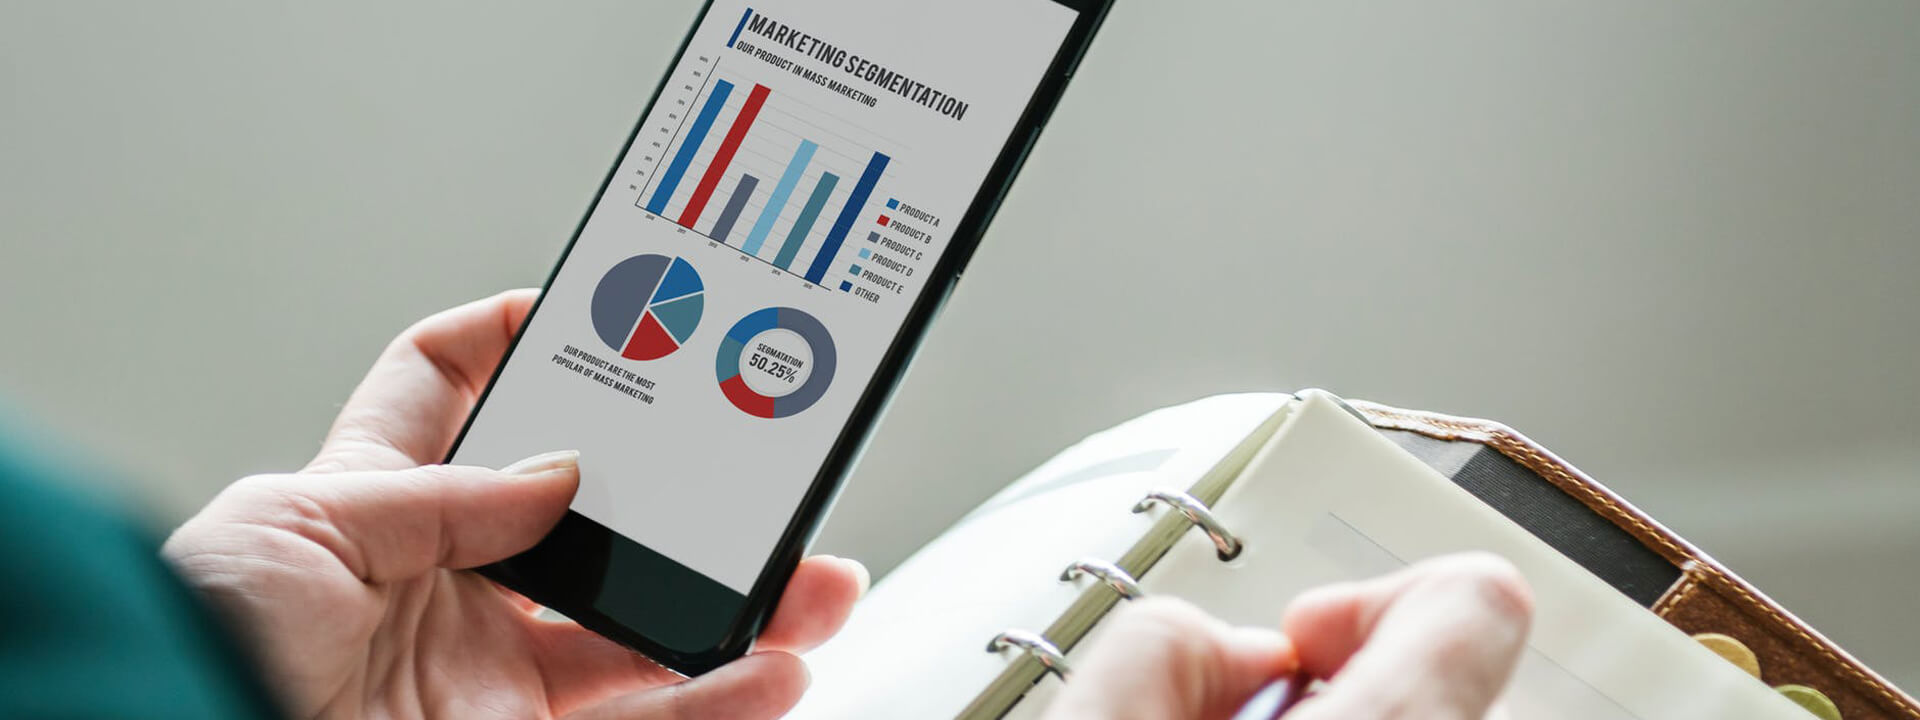 MARKETING SEGMENTATION
OUR PRODUCT IN MASS MARKETING
PRODUCT A
PRODUCT B
PRODUCT C
PRODUCT D
PRODUCT E
OTHER
OUR PRODUCT ARE THE MOST
POPULAR OF MASS MARKETING
SEGMATATION
50.25%